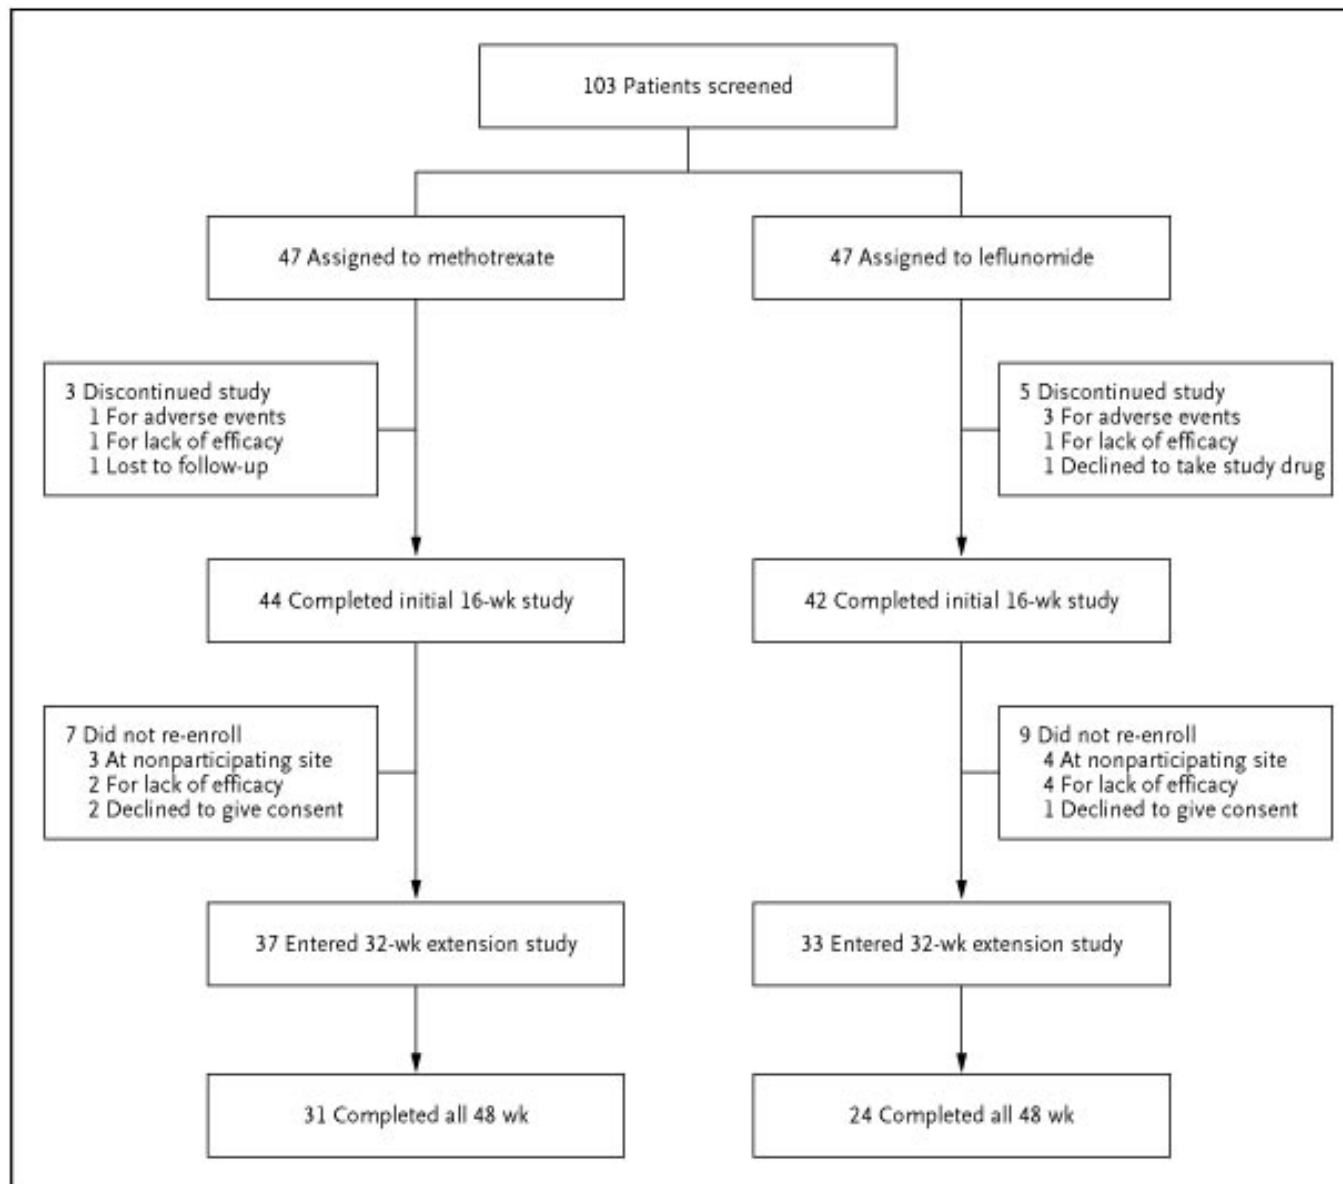 103 Patients screened
47 Assigned to methotrexate
47 Assigned to leflunomide
3 Discontinued study
1 For adverse events
1 For lack of efficacy
1 Lost to follow-up
5 Discontinued study
3 For adverse events
1 For lack of efficacy
1 Declined to take study drug
44 Completed initial 16-wk study
42 Completed initial 16-wk study
7 Did not re-enroll
3 At nonparticipating site
2 For lack of efficacy
2 Declined to give consent
9 Did not re-enroll
4 At nonparticipating site
4 For lack of efficacy
1 Declined to give consent
37 Entered 32-wk extension study
33 Entered 32-wk extension study
31 Completed all 48 wk
24 Completed all 48 wk